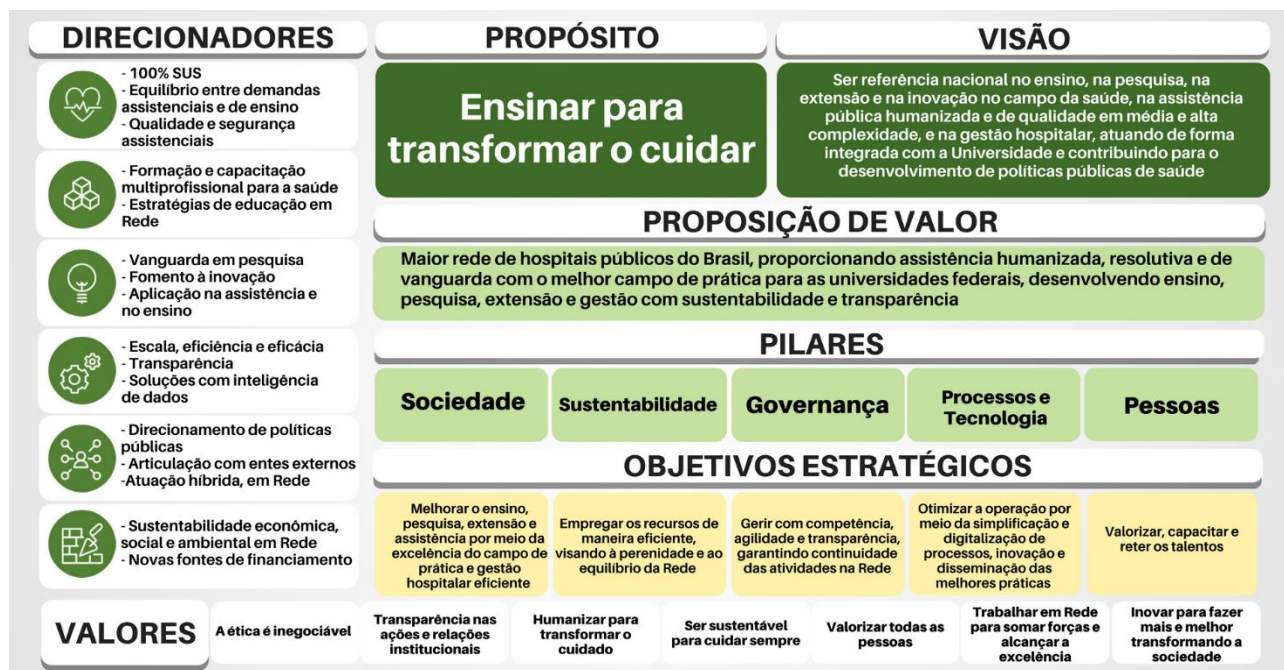 DIRECIONADORES
- 100% SUS
- Equilíbrio entre demandas
assistenciais e de ensino
- Qualidade e segurança
assistenciais
- Formação e capacitação
multiprofissional para a saúde
- Estratégias de educação em
Rede
- Vanguarda em pesquisa
- Fomento à inovação
- Aplicação na assistência e
no ensino
- Escala, eficiência e eficácia
- Transparência
- Soluções com inteligência
de dados
- Direcionamento de políticas
públicas
- Articulação com entes externos
-Atuação híbrida, em Rede
- Sustentabilidade econômica,
social e ambiental em Rede
- Novas fontes de financiamento
PROPÓSITO
Ensinar para
transformar o cuidar
VISÃO
Ser referência nacional no ensino, na pesquisa, na
extensão e na inovação no campo da saúde, na assistência
pública humanizada e de qualidade em média e alta
complexidade, e na gestão hospitalar, atuando de forma
integrada com a Universidade e contribuindo para o
desenvolvimento de políticas públicas de saúde
PROPOSIÇÃO DE VALOR
Maior rede de hospitais públicos do Brasil, proporcionando assistência humanizada, resolutiva e de
vanguarda com o melhor campo de prática para as universidades federais, desenvolvendo ensino,
pesquisa, extensão e gestão com sustentabilidade e transparência
PILARES
Sociedade
Sustentabilidade
Governança
Processos e
Tecnologia
Pessoas
OBJETIVOS ESTRATÉGICOS
Melhorar o ensino,
pesquisa, extensão e
assistência por meio da
excelência do campo de
prática e gestão
hospitalar eficiente
Empregar os recursos de
maneira eficiente,
visando à perenidade e ao
equilíbrio da Rede
Gerir com competência,
agilidade e transparência,
garantindo continuidade
das atividades na Rede
Otimizar a operação por
meio da simplificação e
digitalização de
processos, inovação e
disseminação das
melhores práticas
Valorizar, capacitar e
reter os talentos
VALORES
A ética é inegociável
Transparência nas
ações e relações
institucionais
Humanizar para
transformar o
cuidado
Ser sustentável
para cuidar sempre
Valorizar todas as
pessoas
Trabalhar em Rede
para somar forças e
alcançar a
excelência
Inovar para fazer
mais e melhor
transformando a
sociedade